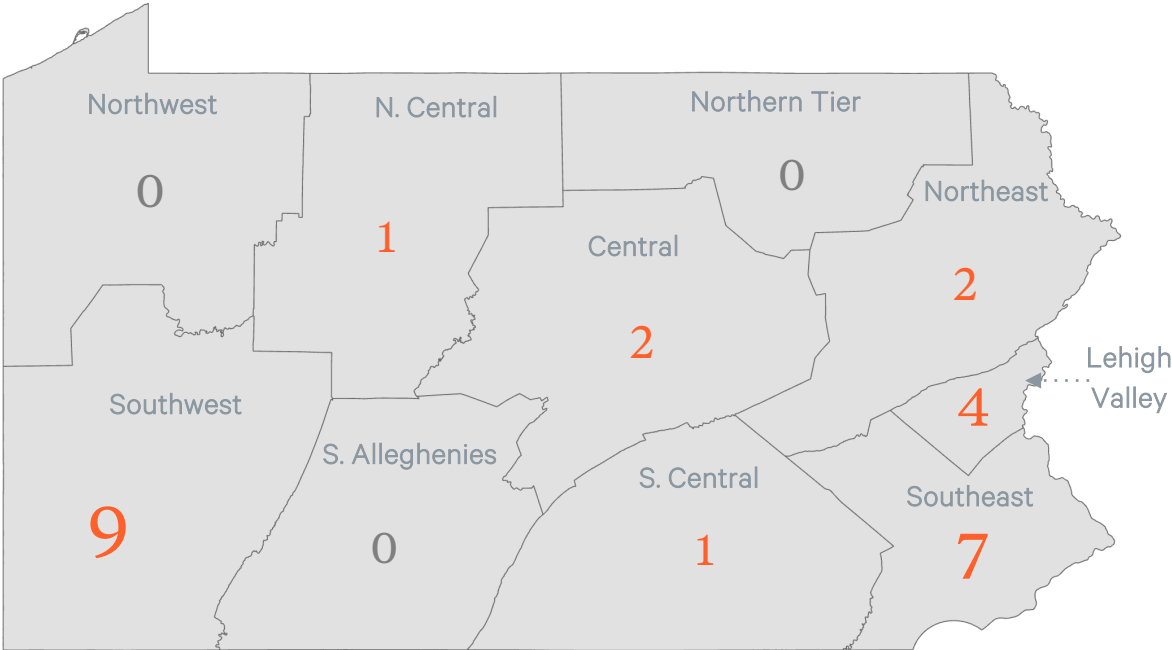 Northwest
0
N. Central
1
Northern Tier
0
Northeast
2
Central
2
Lehigh
Valley
4
Southwest
9
S. Alleghenies
0
S. Central
1
Southeast
7